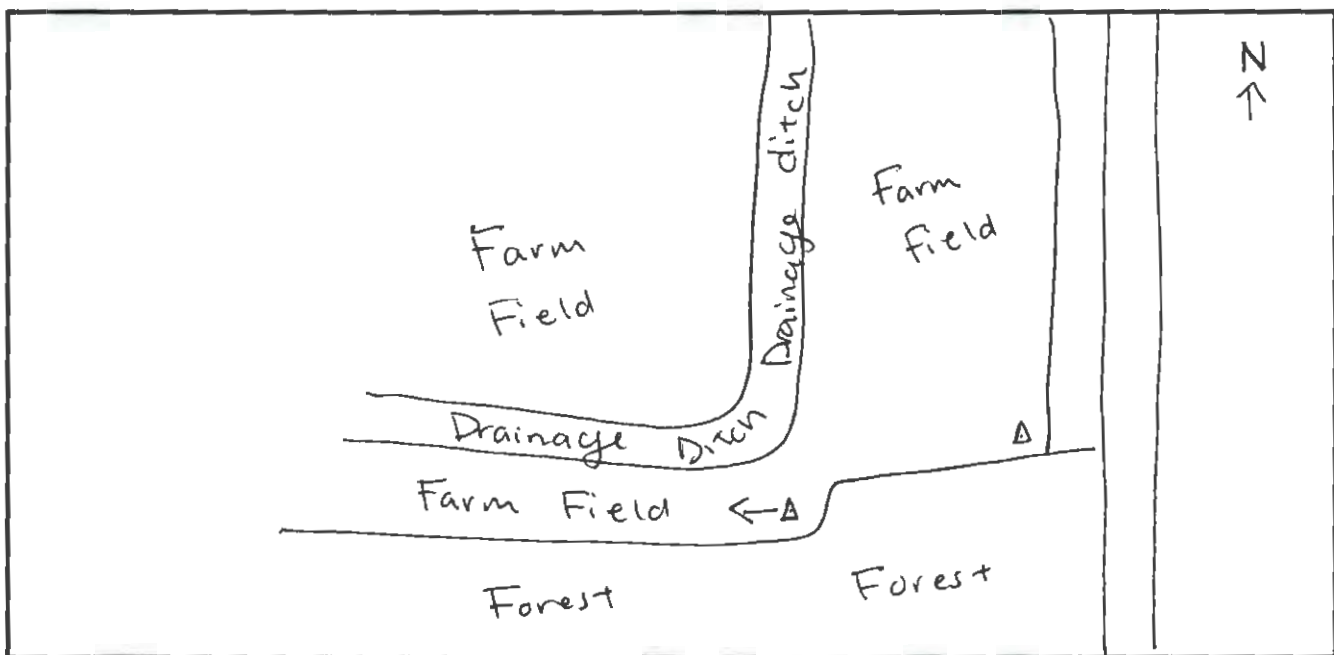 N
Drainage ditch
Farm
Field
Farm
Field
Drainage Ditch
Farm Field
Forest
Forest